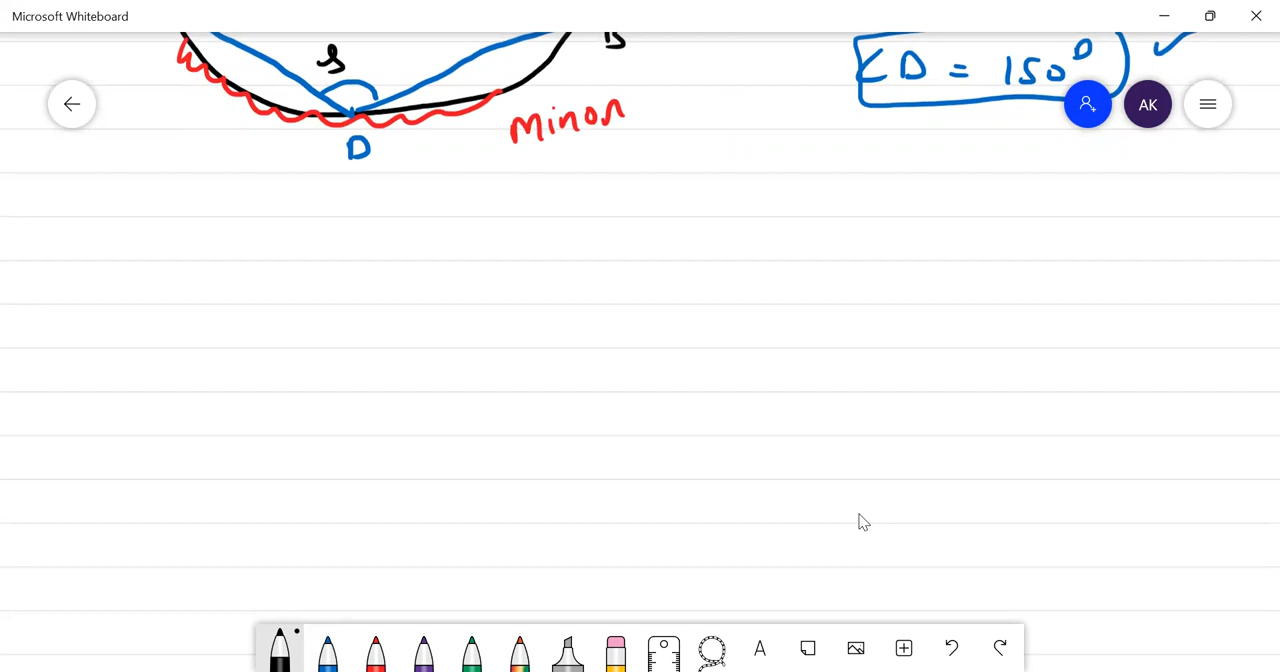 Microsoft Whiteboard
B
∠D = 150°
AK
Minor
D
A